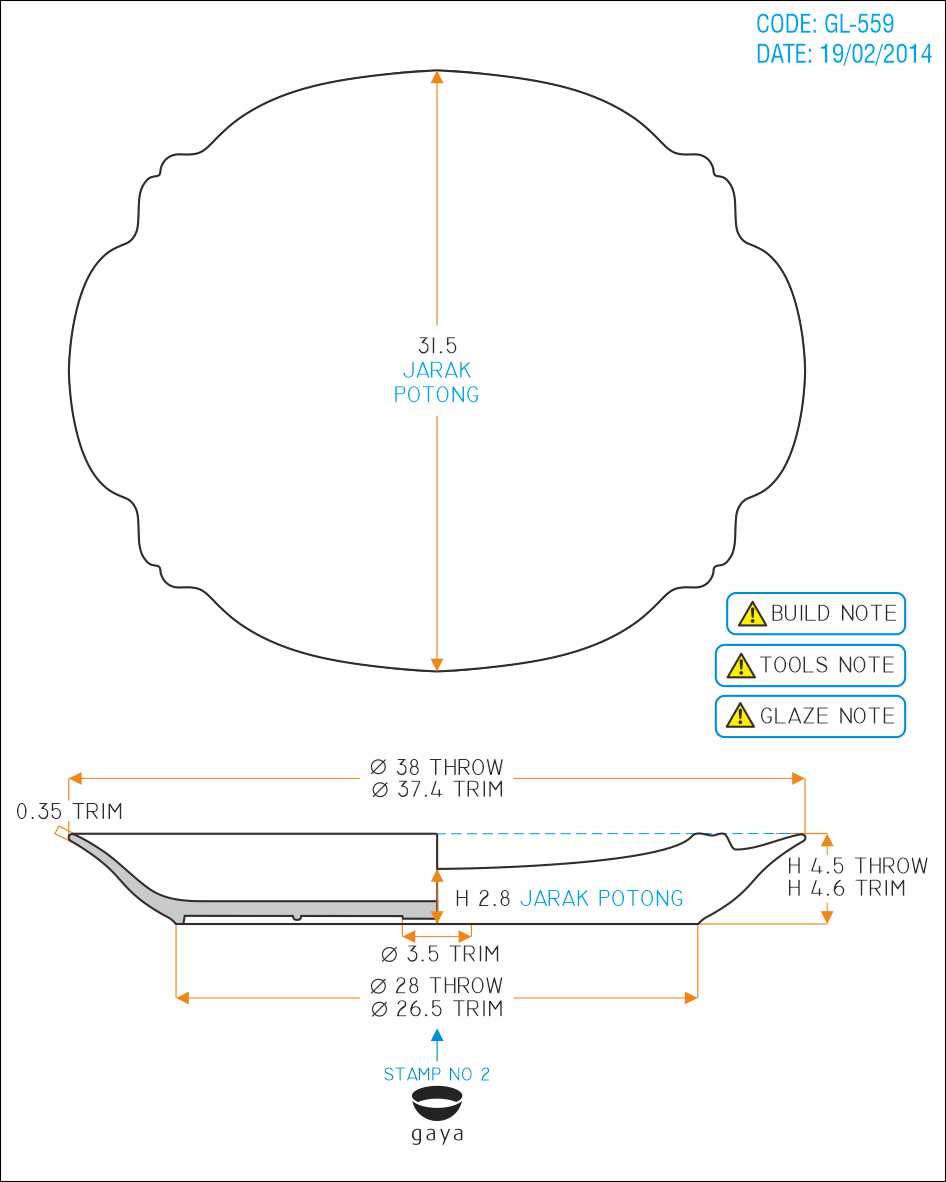 CODE: GL-559
DATE: 19/02/2014
31.5
JARAK
POTONG
BUILD NOTE
TOOLS NOTE
GLAZE NOTE
Ø 38 THROW
Ø 37.4 TRIM
0.35 TRIM
H 4.5 THROW
H 4.6 TRIM
H 2.8 JARAK POTONG
Ø 3.5 TRIM
Ø 28 THROW
Ø 26.5 TRIM
STAMP NO 2
gaya